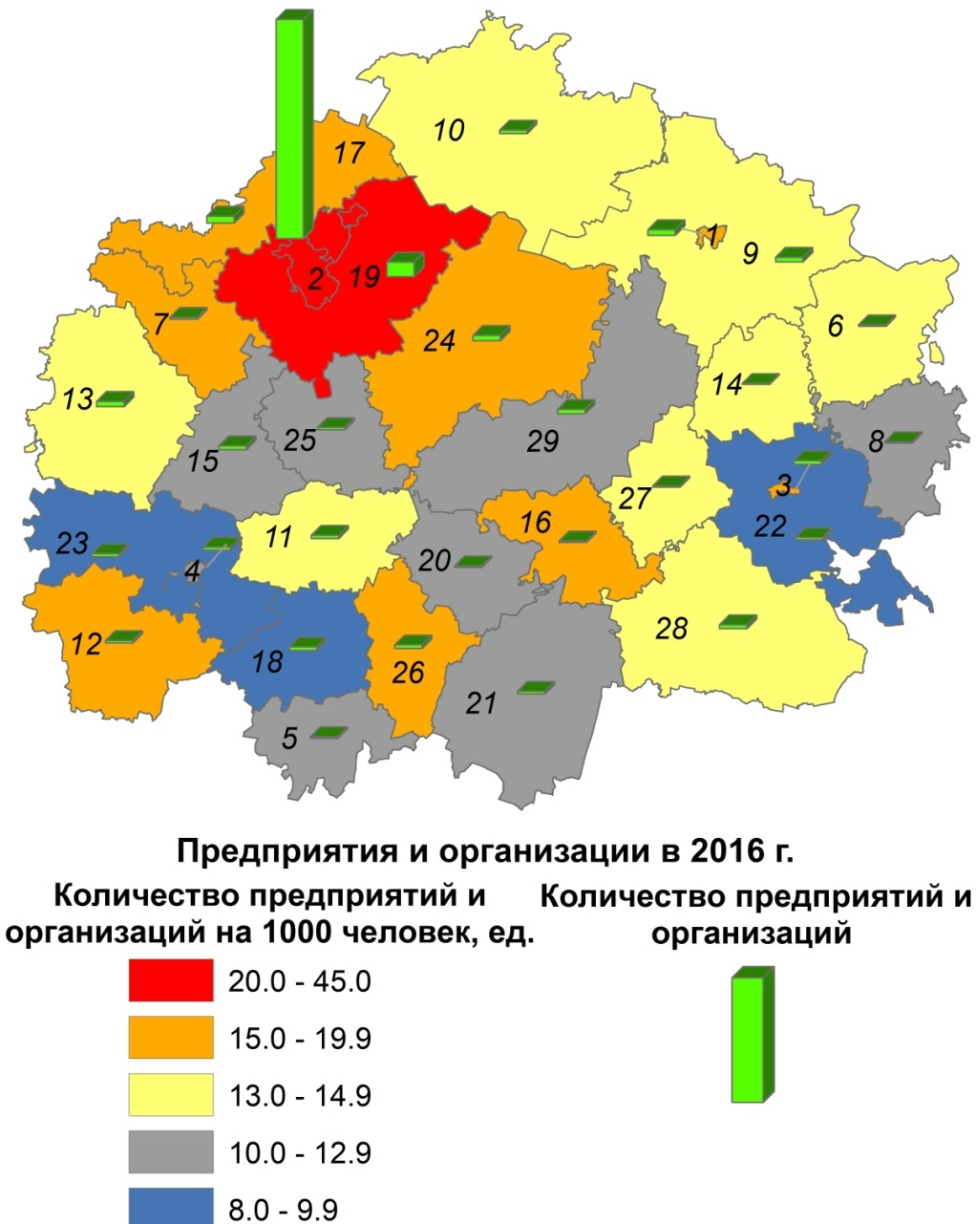 10
17
1
9
2
19
6
7
24
13
14
25
29
8
15
27
3
16
11
22
23
20
4
28
12
18
26
21
5
Предприятия и организации в 2016 г.
Количество предприятий и
организаций на 1000 человек, ед.
Количество предприятий и
организаций
20.0 - 45.0
15.0 - 19.9
13.0 - 14.9
10.0 - 12.9
8.0 - 9.9